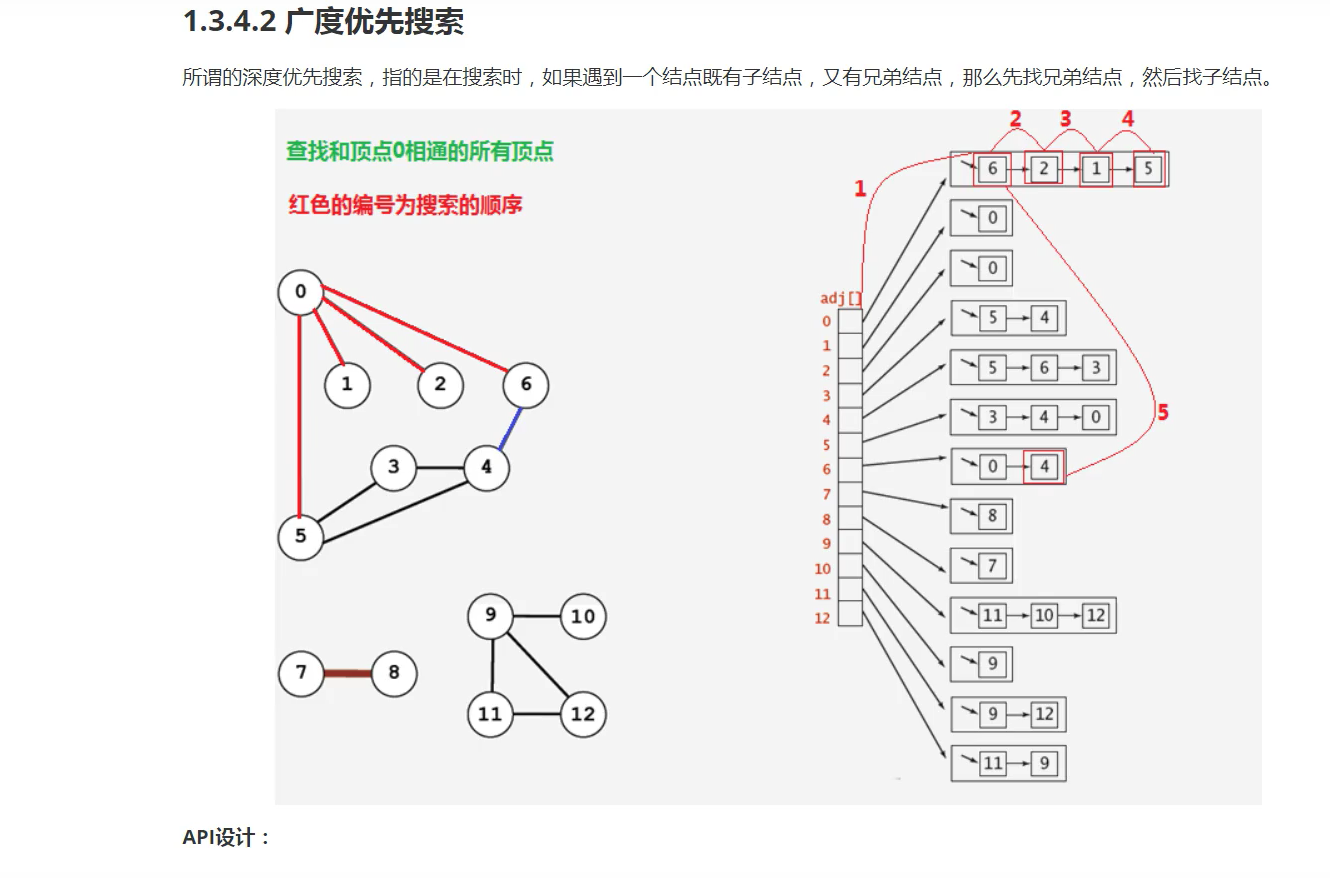 1.3.4.2 广度优先搜索
所谓的深度优先搜索，指的是在搜索时，如果遇到一个结点既有子结点，又有兄弟结点，那么先找兄弟结点，然后找子结点。
查找和顶点0相通的所有顶点
红色的编号为搜索的顺序
0
1 2 6
3 4
5
9 10
7 8
11 12
2 3 4
1
6 2 1 5
0
0
adj[]
0 5 4
1
2 5 6 3
3
4 3 4 0
5
5
6 0 4
7 8
8
9 7
10
11 11 10 12
12
9
9 12
11 9
API设计：